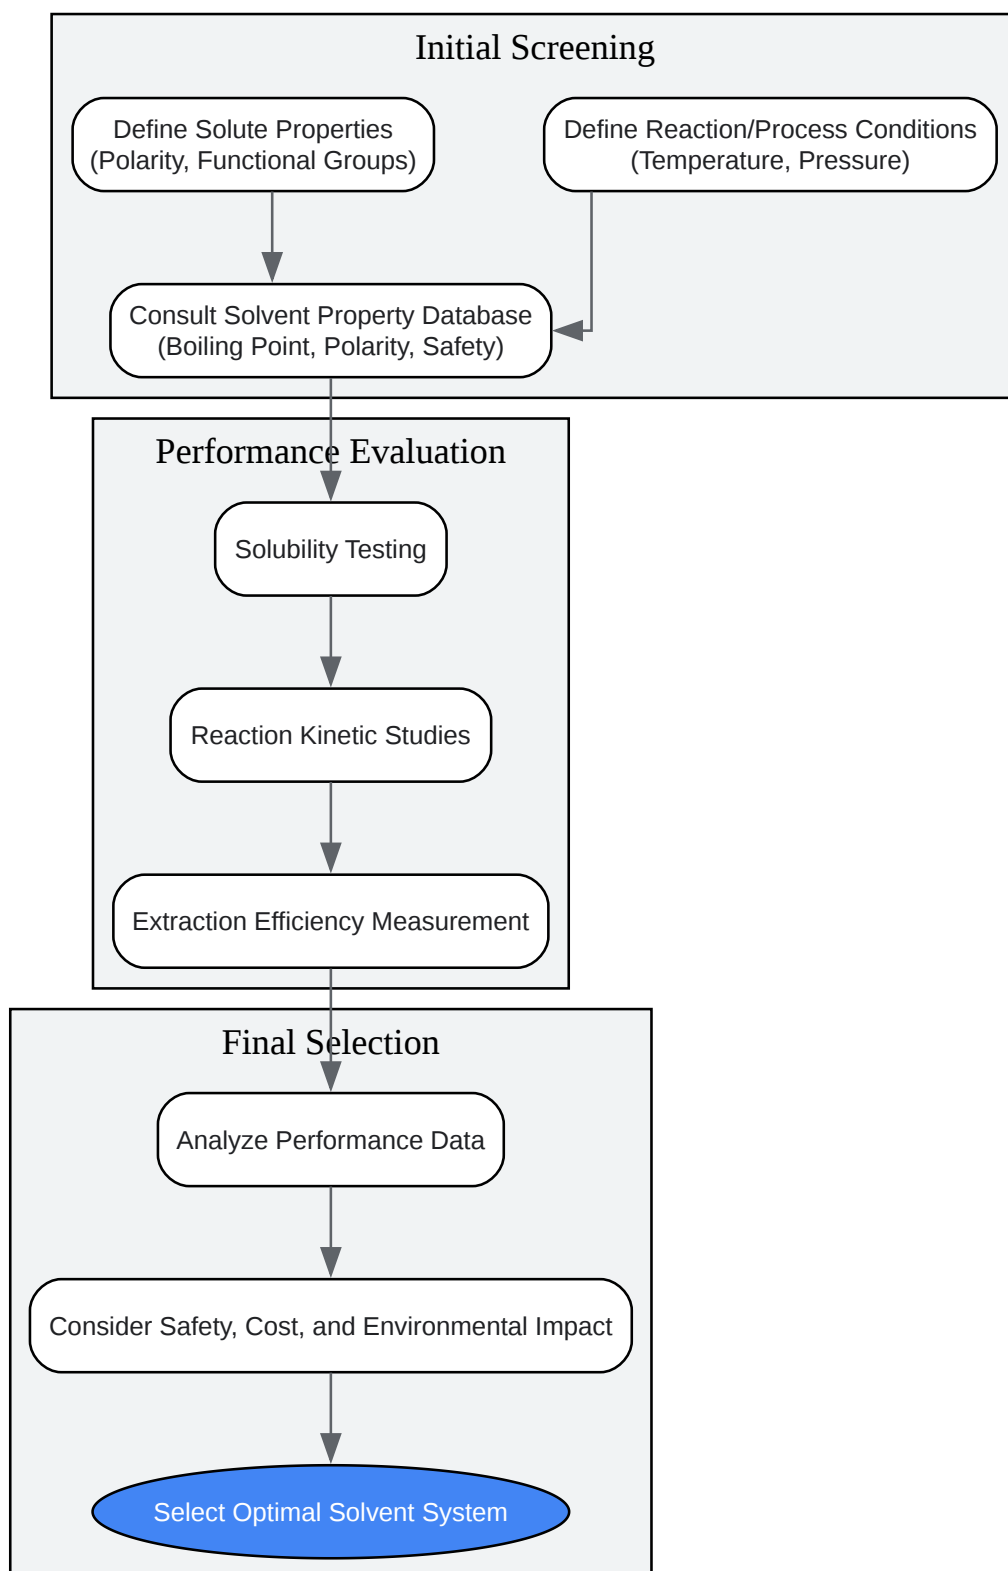 Initial Screening
Define Solute Properties
(Polarity, Functional Groups)
Define Reaction/Process Conditions
(Temperature, Pressure)
Consult Solvent Property Database
(Boiling Point, Polarity, Safety)
Performance Evaluation
Solubility Testing
Reaction Kinetic Studies
Extraction Efficiency Measurement
Final Selection
Analyze Performance Data
Consider Safety, Cost, and Environmental Impact
Select Optimal Solvent System